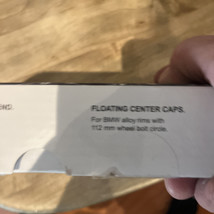 FLOATING CENTER CAPS.
For BMW alloy rims with
112 mm wheel bolt circle.